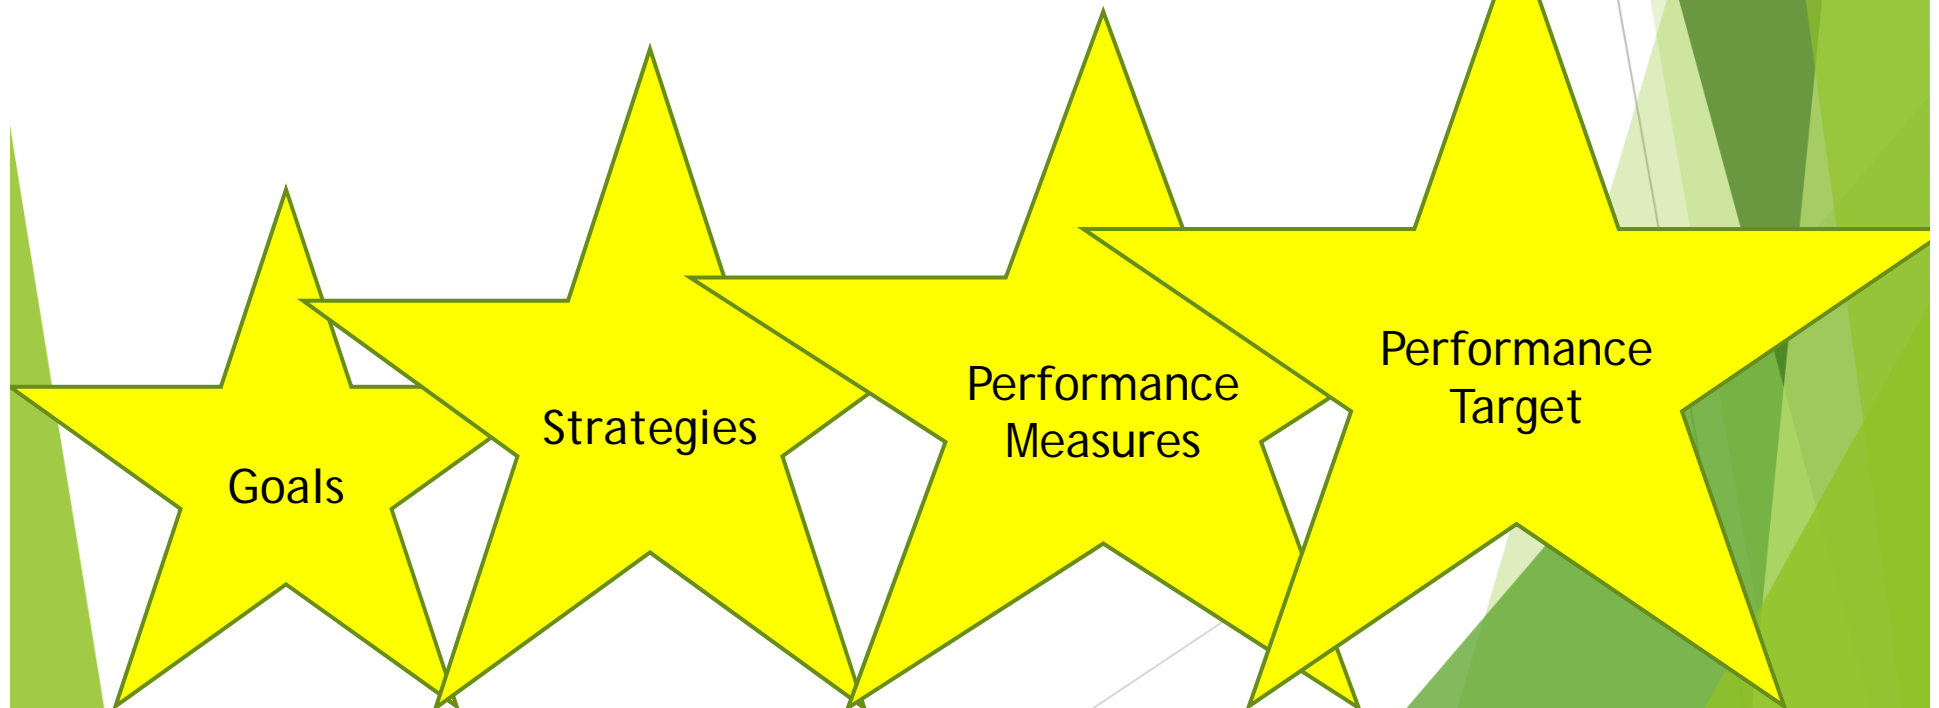 Goals
Strategies
Performance
Measures
Performance
Target